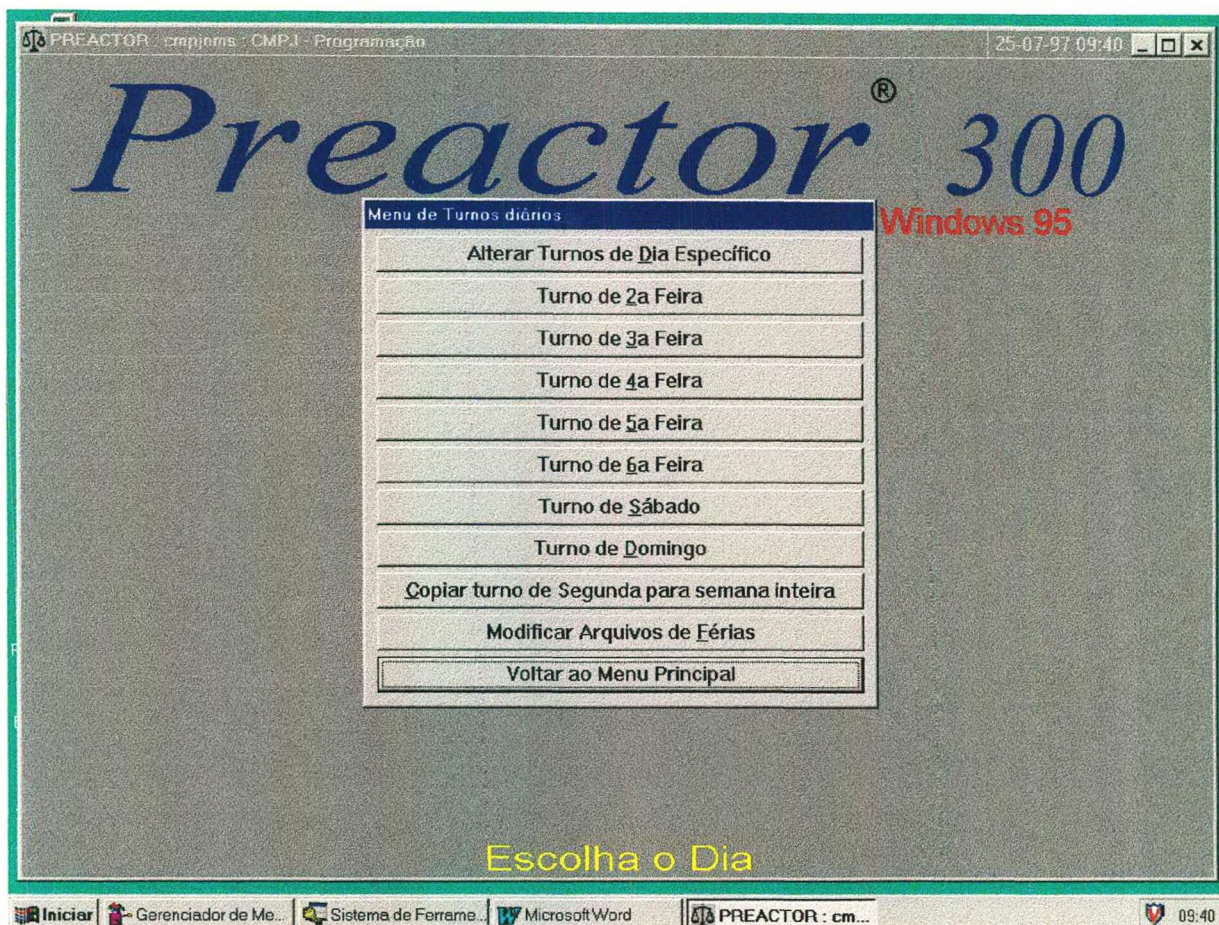 PREACTOR : cmpjnms : CMPJ - Programação
25-07-97 09:40
Preactor ® 300
Windows 95
Menu de Turnos diários
Alterar Turnos de Dia Específico
Turno de 2a Feira
Turno de 3a Feira
Turno de 4a Feira
Turno de 5a Feira
Turno de 6a Feira
Turno de Sábado
Turno de Domingo
Copiar turno de Segunda para semana inteira
Modificar Arquivos de Férias
Voltar ao Menu Principal
Escolha o Dia
Iniciar
Gerenciador de Me...
Sistema de Ferrame...
Microsoft Word
PREACTOR : cm...
09:40